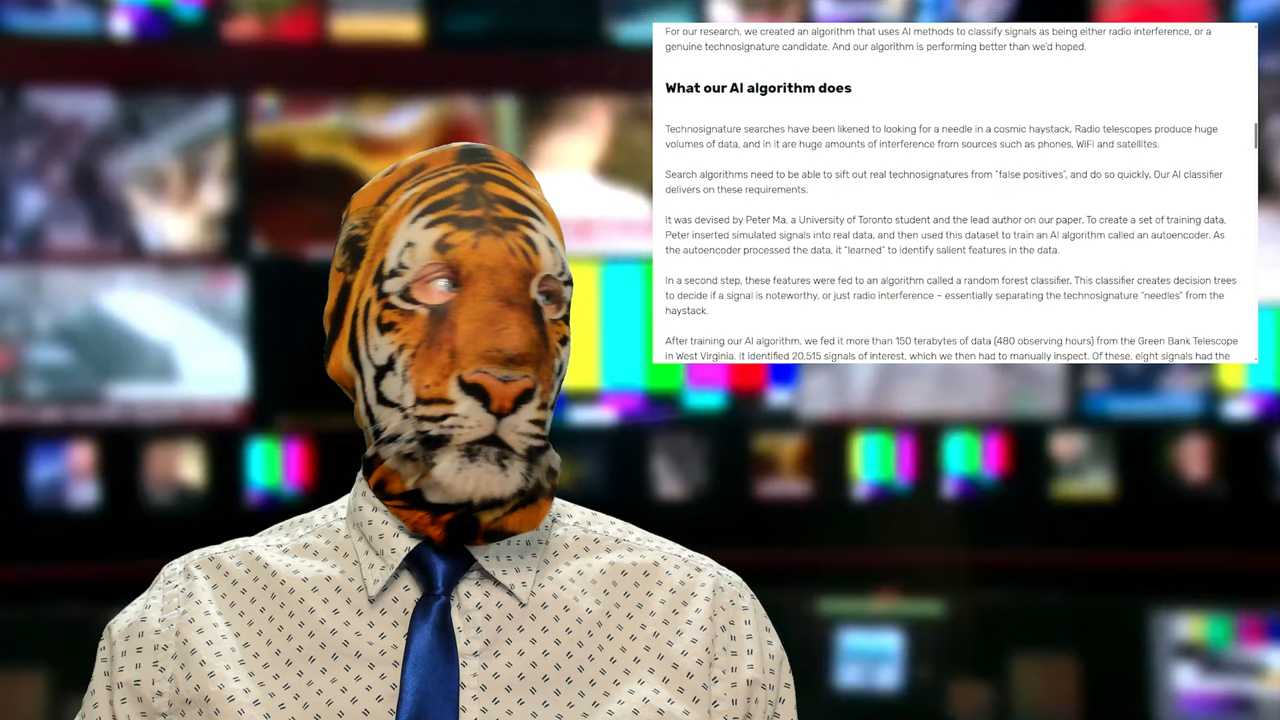 For our research, we created an algorithm that uses AI methods to classify signals as being either radio interference, or a
genuine technosignature candidate. And our algorithm is performing better than we'd hoped.
What our AI algorithm does
Technosignature searches have been likened to looking for a needle in a cosmic haystack. Radio telescopes produce huge
volumes of data, and in it are huge amounts of interference from sources such as phones, WiFi and satellites.
Search algorithms need to be able to sift out real technosignatures from "false positives", and do so quickly. Our AI classifier
delivers on these requirements.
It was devised by Peter Ma, a University of Toronto student and the lead author on our paper. To create a set of training data,
Peter inserted simulated signals into real data, and then used this dataset to train an AI algorithm called an autoencoder. As
the autoencoder processed the data, it "learned" to identify salient features in the data.
In a second step, these features were fed to an algorithm called a random forest classifier. This classifier creates decision trees
to decide if a signal is noteworthy, or just radio interference – essentially separating the technosignature "needles" from the
haystack.
After training our AI algorithm, we fed it more than 150 terabytes of data (480 observing hours) from the Green Bank Telescope
in West Virginia. It identified 20,515 signals of interest, which we then had to manually inspect. Of these, eight signals had the